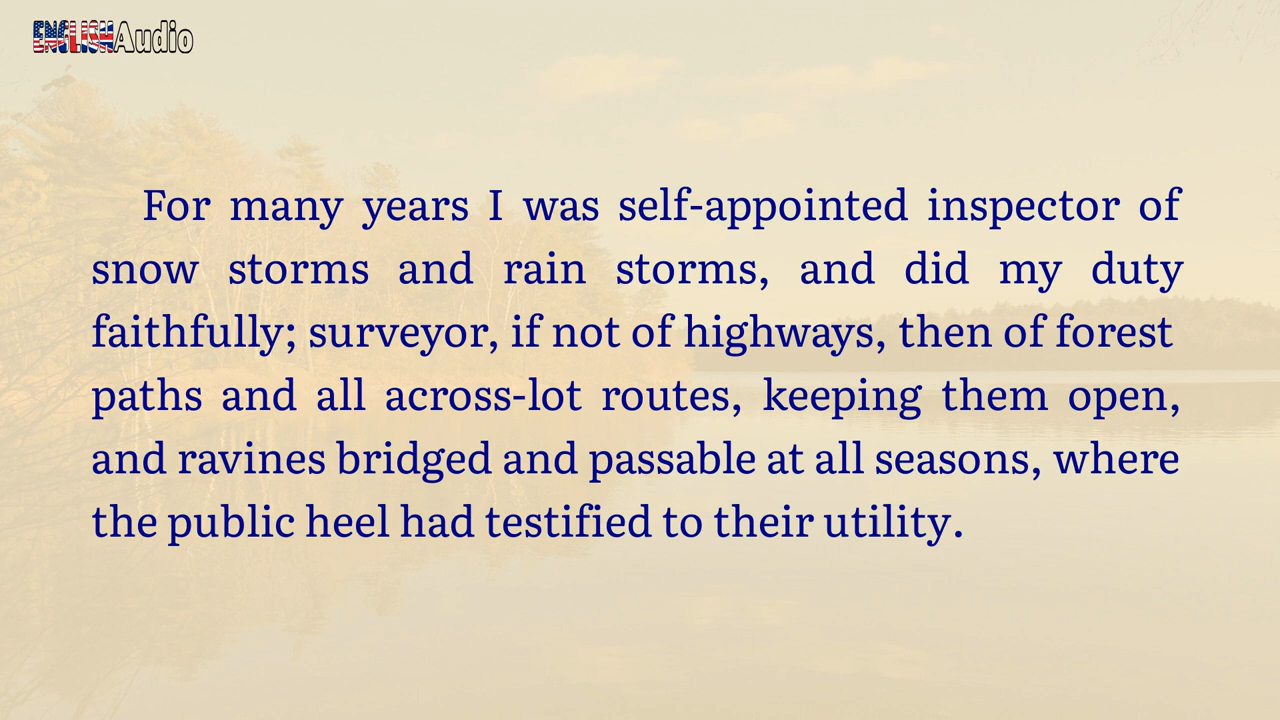 ENGLISHAudio
For many years I was self-appointed inspector of
snow storms and rain storms, and did my duty
faithfully; surveyor, if not of highways, then of forest
paths and all across-lot routes, keeping them open,
and ravines bridged and passable at all seasons, where
the public heel had testified to their utility.